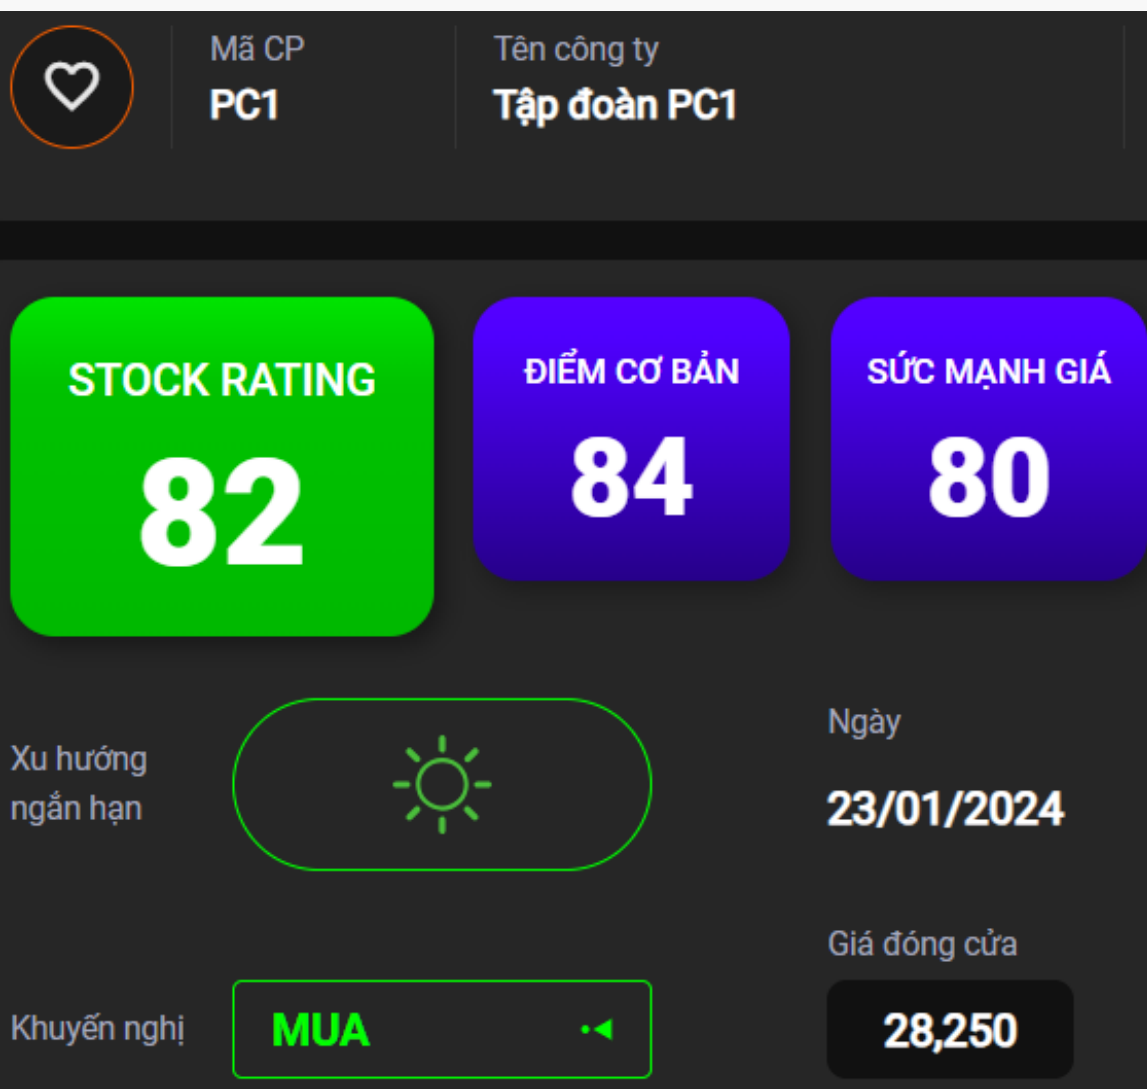 Mã CP
PC1
Tên công ty
Tập đoàn PC1
STOCK RATING
82
ĐIỂM CƠ BẢN
84
SỨC MẠNH GIÁ
80
Xu hướng
ngắn hạn
Ngày
23/01/2024
Khuyến nghị
MUA
Giá đóng cửa
28,250